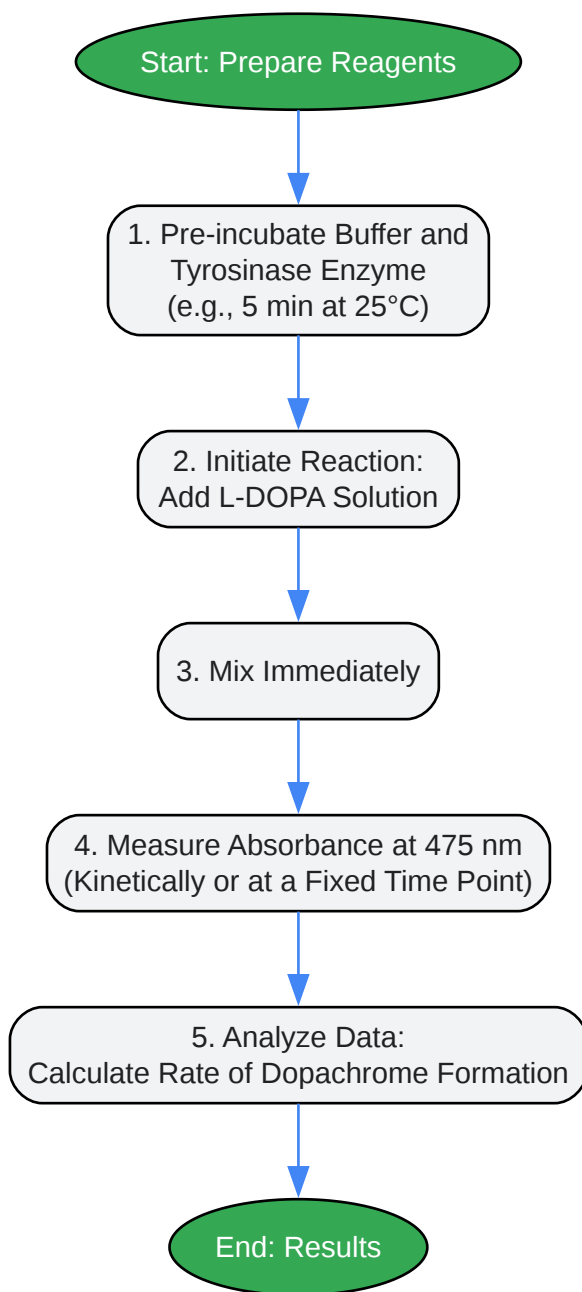 Start: Prepare Reagents
1. Pre-incubate Buffer and
Tyrosinase Enzyme
(e.g., 5 min at 25°C)
2. Initiate Reaction:
Add L-DOPA Solution
3. Mix Immediately
4. Measure Absorbance at 475 nm
(Kinetically or at a Fixed Time Point)
5. Analyze Data:
Calculate Rate of Dopachrome Formation
End: Results